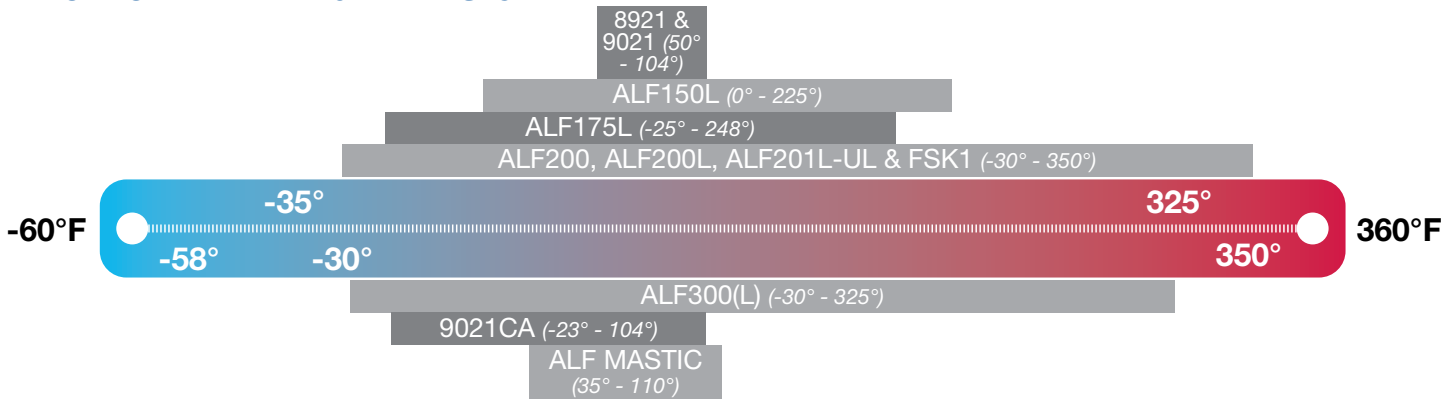 8921 &
9021 (50°
- 104°)
ALF150L (0° - 225°)
ALF175L (-25° - 248°)
ALF200, ALF200L, ALF201L-UL & FSK1 (-30° - 350°)
-35° 325°
-60°F 360°F
-58° -30° 350°
ALF300(L) (-30° - 325°)
9021CA (-23° - 104°)
ALF MASTIC
(35° - 110°)